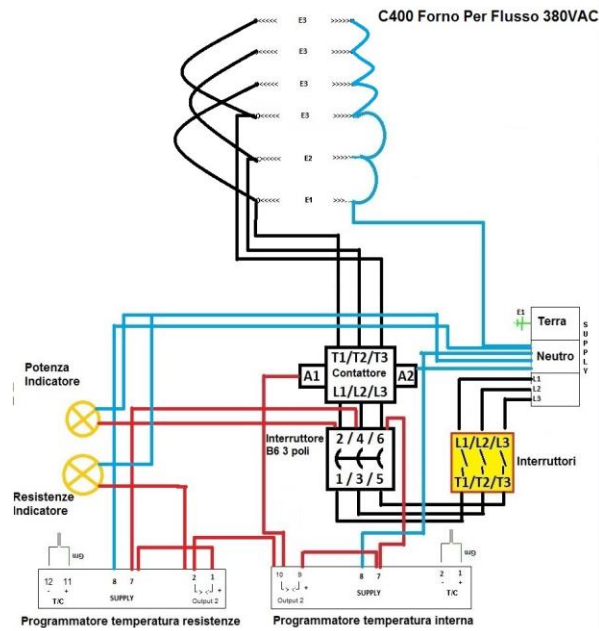 C400 Forno Per Flusso 380VAC
E3
E3
E3
E3
E2
E1
E1
Terra
Neutro
L1
L2
L3
SUPPLY
T1/T2/T3
Contattore
A1
A2
L1/L2/L3
Potenza
Indicatore
Interruttore
B6 3 poli
2 / 4 / 6
1 / 3 / 5
L1/L2/L3
T1/T2/T3
Interruttori
Resistenze
Indicatore
Gm
12 11
- +
T/C
8 7
SUPPLY
2 1
- +
Output 2
10 9
- +
Output 2
8 7
SUPPLY
Gm
2 1
- +
T/C
Programmatore temperatura resistenze
Programmatore temperatura interna